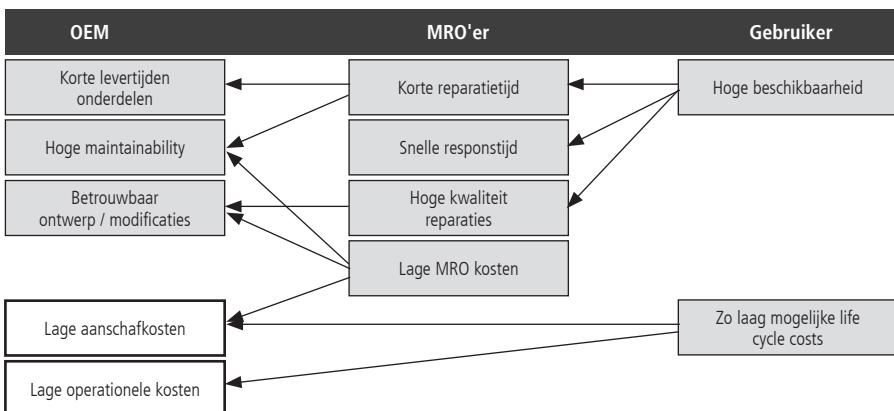 OEM
MRO'er
Gebruiker
Korte levertijden
onderdelen
Korte reparatietijd
Hoge beschikbaarheid
Hoge maintainability
Snelle responstijd
Betrouwbaar
ontwerp / modificaties
Hoge kwaliteit
reparaties
Lage MRO kosten
Lage aanschafkosten
Zo laag mogelijke life
cycle costs
Lage operationele kosten